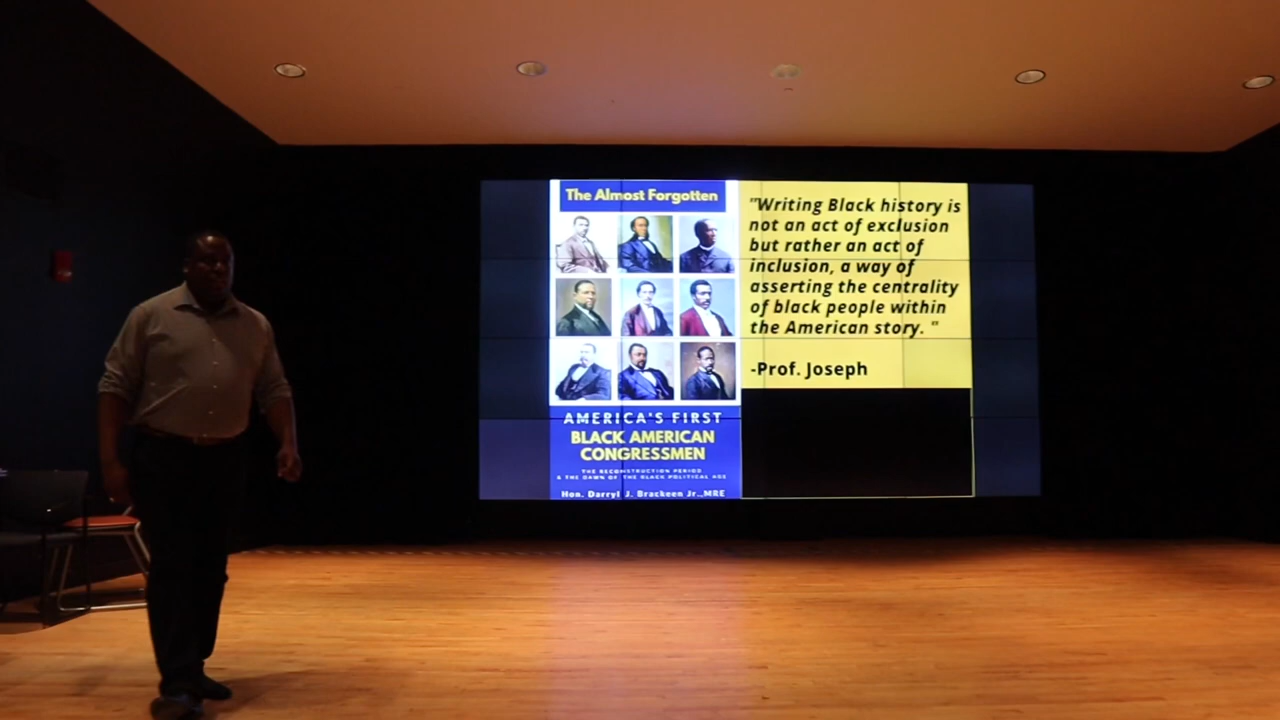 The Almost Forgotten
AMERICA'S FIRST
BLACK AMERICAN
CONGRESSMEN
THE RECONSTRUCTION PERIOD
& THE DAWN OF THE BLACK POLITICAL AGE
Hon. Darryl J. Brackeen Jr.,MRE
"Writing Black history is
not an act of exclusion
but rather an act of
inclusion, a way of
asserting the centrality
of black people within
the American story. "
-Prof. Joseph